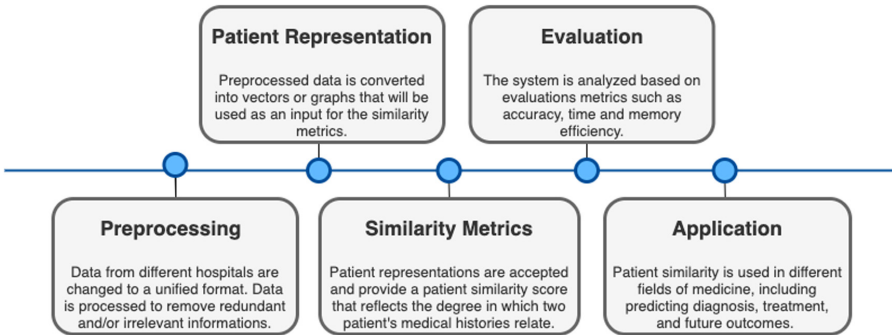 Patient Representation
Preprocessed data is converted
into vectors or graphs that will be
used as an input for the similarity
metrics.
Evaluation
The system is analyzed based on
evaluations metrics such as
accuracy, time and memory
efficiency.
Preprocessing
Data from different hospitals are
changed to a unified format. Data
is processed to remove redundant
and/or irrelevant informations.
Similarity Metrics
Patient representations are accepted
and provide a patient similarity score
that reflects the degree in which two
patient's medical histories relate.
Application
Patient similarity is used in different
fields of medicine, including
predicting diagnosis, treatment,
and future outcomes.